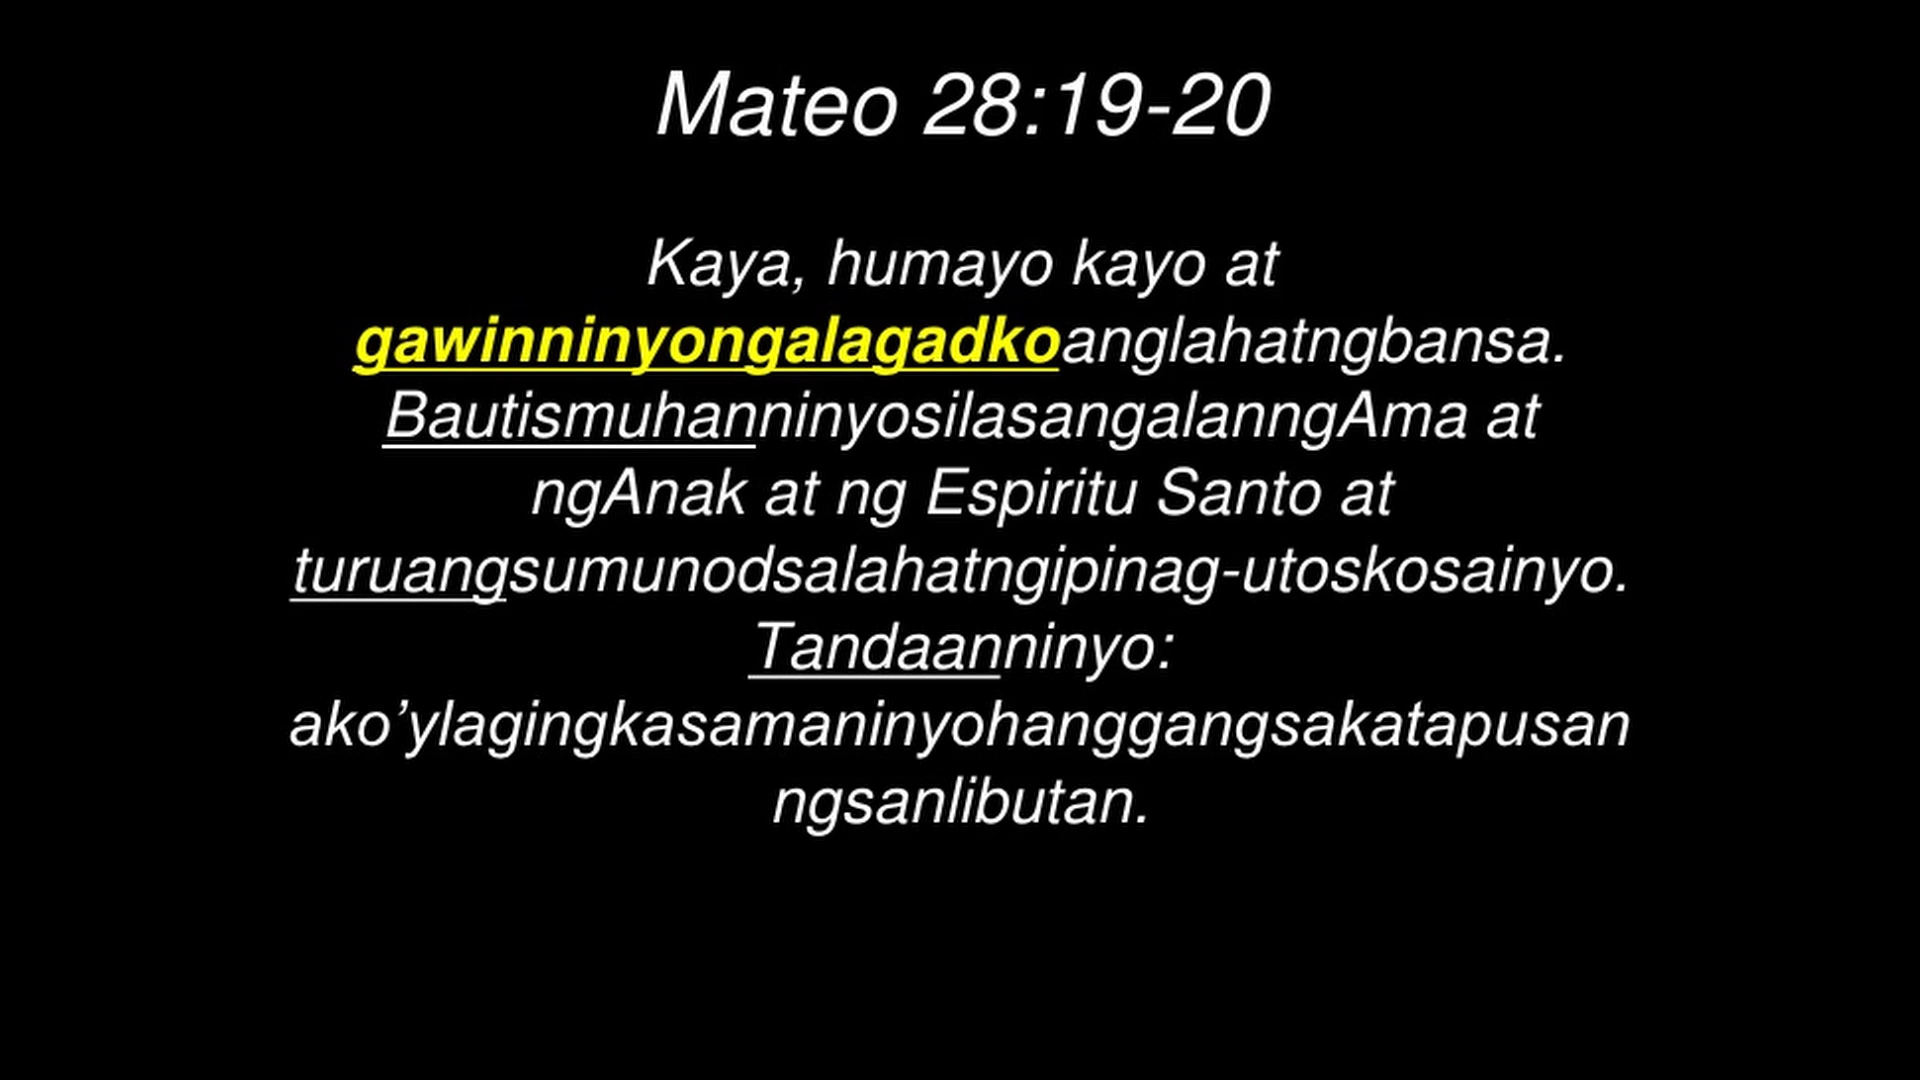 Mateo 28:19-20
Kaya, humayo kayo at
gawinninyongalagadkoanglahatngbansa.
BautismuhanninyosilasangalanngAma at
ngAnak at ng Espiritu Santo at
turuangsumunodsalahatngipinag-utoskosainyo.
Tandaanninyo:
ako’ylagingkasamaninyohanggangsakatapusan
ngsanlibutan.